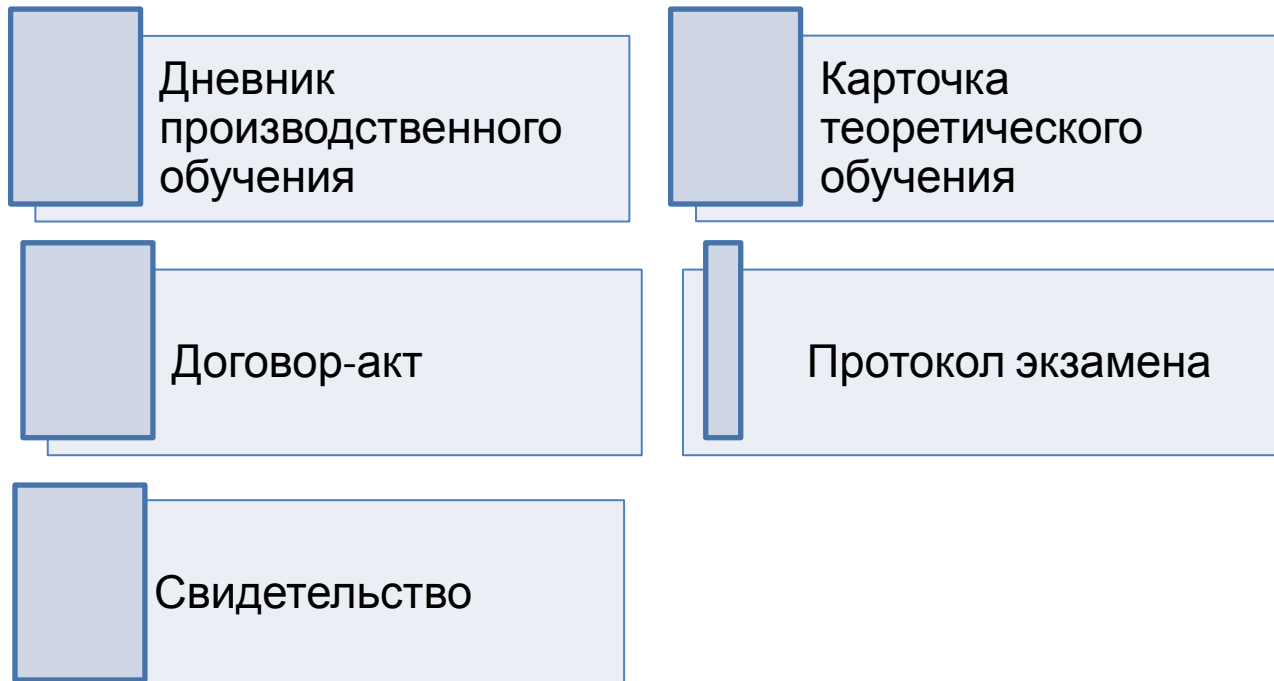 Дневник
производственного
обучения
Карточка
теоретического
обучения
Договор-акт
Протокол экзамена
Свидетельство